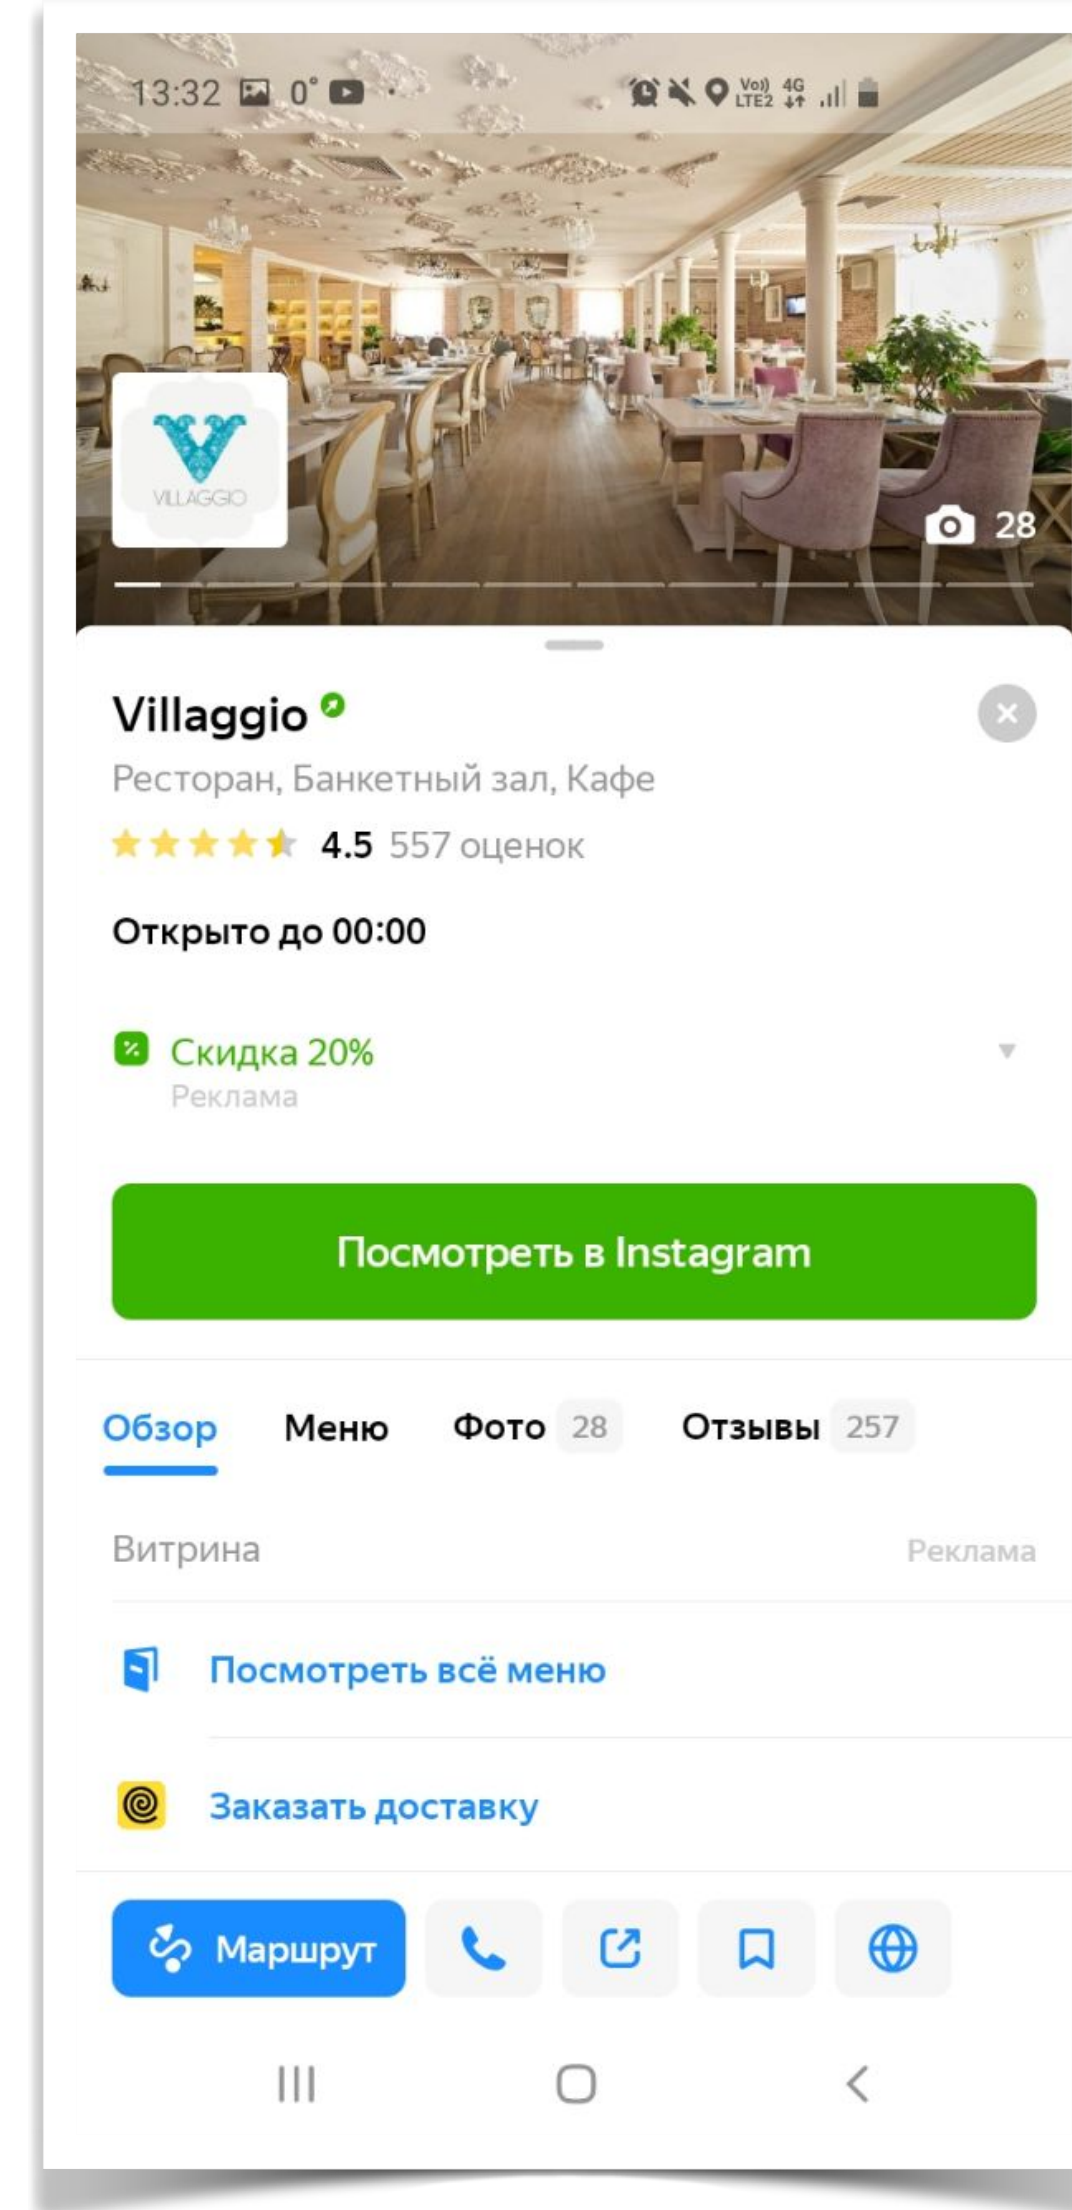 13:32 0°
Vo)) LTE2 4G
VILLAGGIO
28
Villaggio
Ресторан, Банкетный зал, Кафе
4.5 557 оценок
Открыто до 00:00
Скидка 20%
Реклама
Посмотреть в Instagram
Обзор Меню Фото 28 Отзывы 257
Витрина Реклама
Посмотреть всё меню
Заказать доставку
Маршрут